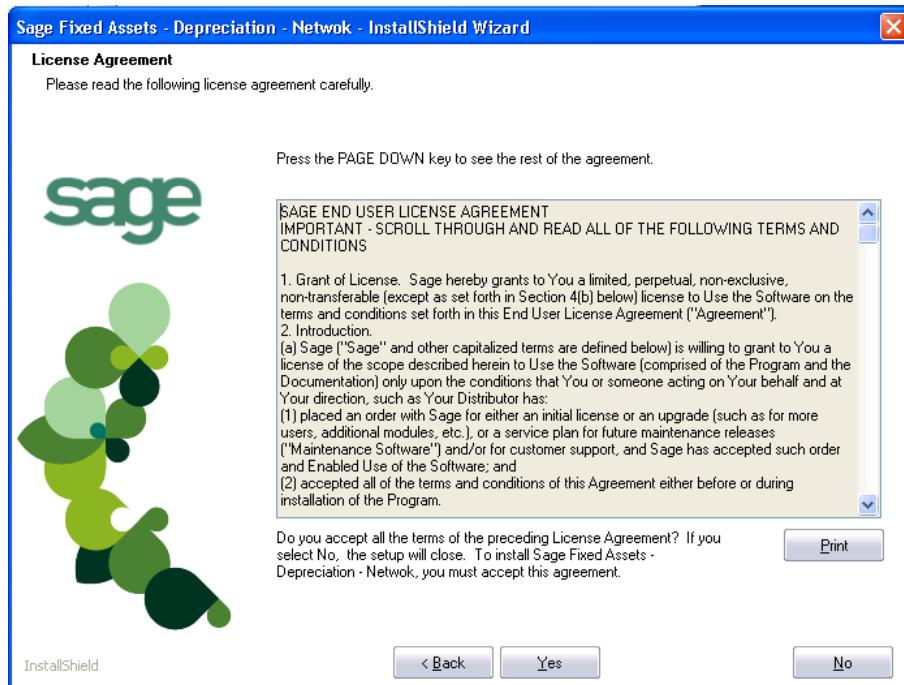 Sage Fixed Assets - Depreciation - Netwok - InstallShield Wizard
License Agreement
Please read the following license agreement carefully.
Press the PAGE DOWN key to see the rest of the agreement.
sage
SAGE END USER LICENSE AGREEMENT
IMPORTANT - SCROLL THROUGH AND READ ALL OF THE FOLLOWING TERMS AND
CONDITIONS
1. Grant of License.  Sage hereby grants to You a limited, perpetual, non-exclusive,
non-transferable (except as set forth in Section 4(b) below) license to Use the Software on the
terms and conditions set forth in this End User License Agreement ("Agreement").
2. Introduction.
(a) Sage ("Sage" and other capitalized terms are defined below) is willing to grant to You a
license of the scope described herein to Use the Software (comprised of the Program and the
Documentation) only upon the conditions that You or someone acting on Your behalf and at
Your direction, such as Your Distributor has:
(1) placed an order with Sage for either an initial license or an upgrade (such as for more
users, additional modules, etc.), or a service plan for future maintenance releases
("Maintenance Software") and/or for customer support, and Sage has accepted such order
and Enabled Use of the Software; and
(2) accepted all of the terms and conditions of this Agreement either before or during
installation of the Program.
Do you accept all the terms of the preceding License Agreement?  If you
select No,  the setup will close.  To install Sage Fixed Assets -
Depreciation - Netwok, you must accept this agreement.
Print
InstallShield
< Back
Yes
No